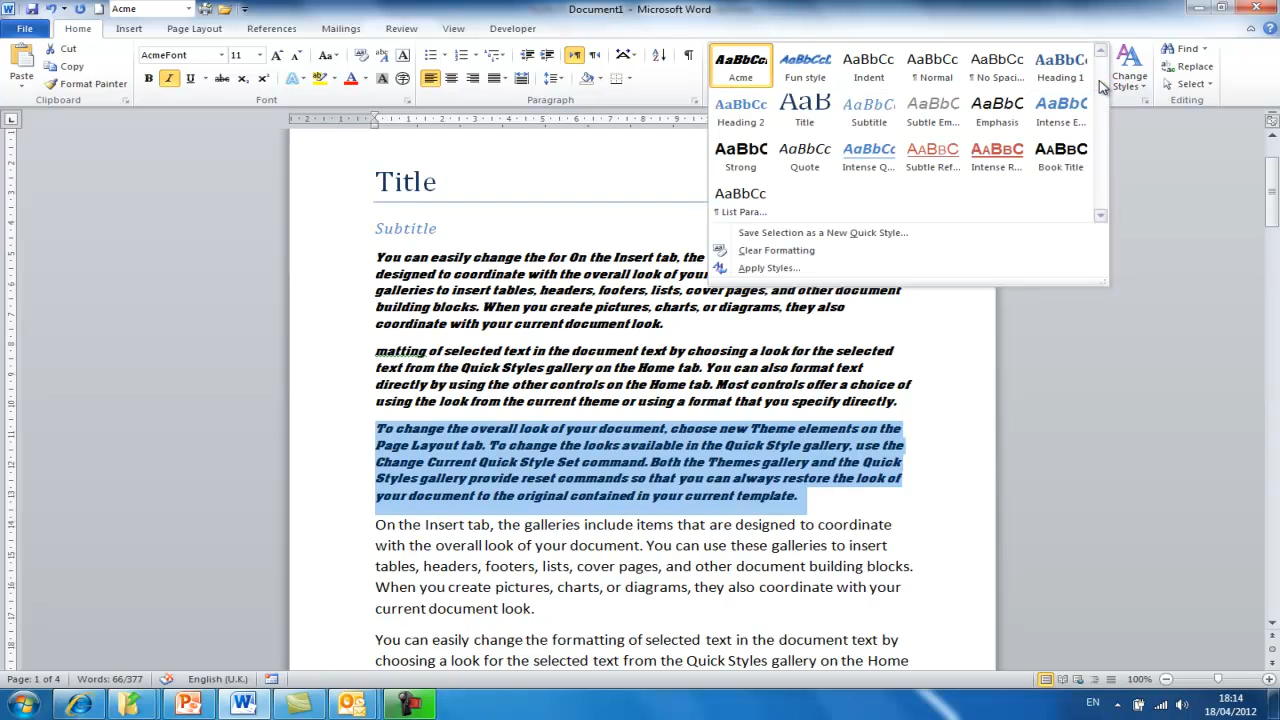 Acme
Document1 - Microsoft Word
File Home Insert Page Layout References Mailings Review View Developer
Paste
Cut
Copy
Format Painter
Clipboard
AcmeFont 11
Font
Paragraph
AaBbCc AaBbCcL AaBbCc AaBbCc AaBbCc AaBbC
Acme Fun style Indent ¶ Normal ¶ No Spaci... Heading 1
AaBbCc AaB AaBbCc AaBbCc AaBbCc AaBbCc
Heading 2 Title Subtitle Subtle Em... Emphasis Intense E...
AaBbC AaBbCc AaBbCc AABBC AABBC AABBC
Strong Quote Intense Q... Subtle Ref... Intense R... Book Title
AaBbCc
¶ List Para...
Save Selection as a New Quick Style...
Clear Formatting
Apply Styles...
Change
Styles
Find
Replace
Select
Editing
2 1 1 2 3 4 5 6 7 8 9
Title
Subtitle
You can easily change the for On the Insert tab, the
designed to coordinate with the overall look of your
galleries to insert tables, headers, footers, lists, cover pages, and other document
building blocks. When you create pictures, charts, or diagrams, they also
coordinate with your current document look.
matting of selected text in the document text by choosing a look for the selected
text from the Quick Styles gallery on the Home tab. You can also format text
directly by using the other controls on the Home tab. Most controls offer a choice of
using the look from the current theme or using a format that you specify directly.
To change the overall look of your document, choose new Theme elements on the
Page Layout tab. To change the looks available in the Quick Style gallery, use the
Change Current Quick Style Set command. Both the Themes gallery and the Quick
Styles gallery provide reset commands so that you can always restore the look of
your document to the original contained in your current template.
On the Insert tab, the galleries include items that are designed to coordinate
with the overall look of your document. You can use these galleries to insert
tables, headers, footers, lists, cover pages, and other document building blocks.
When you create pictures, charts, or diagrams, they also coordinate with your
current document look.
You can easily change the formatting of selected text in the document text by
choosing a look for the selected text from the Quick Styles gallery on the Home
Page: 1 of 4 Words: 66/377 English (U.K.) 100%
EN
18:14
18/04/2012